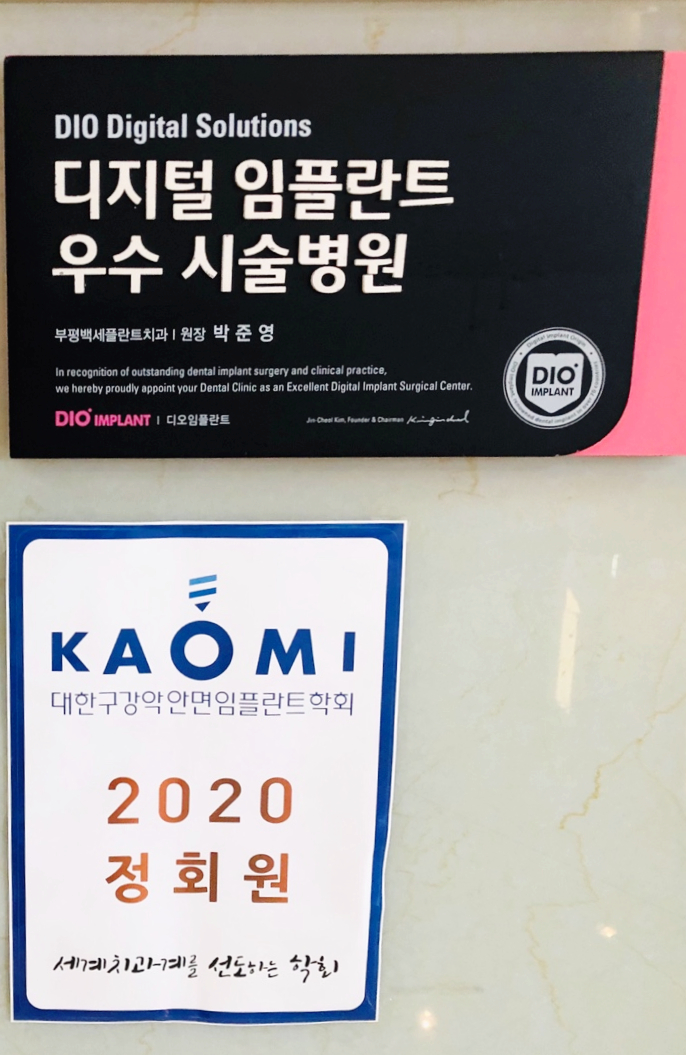 DIO Digital Solutions
디지털 임플란트
우수 시술병원
부평백세플란트치과 | 원장 박준영
In recognition of outstanding dental implant surgery and clinical practice,
we hereby proudly appoint your Dental Clinic as an Excellent Digital Implant Surgical Center.
DIO IMPLANT | 디오임플란트
Jin-Cheol Kim, Founder & Chairman
Digital Implant Origin
DIO
IMPLANT
KAOMI
대한구강악안면임플란트학회
2020
정회원
세계치과계를 선도하는 학회